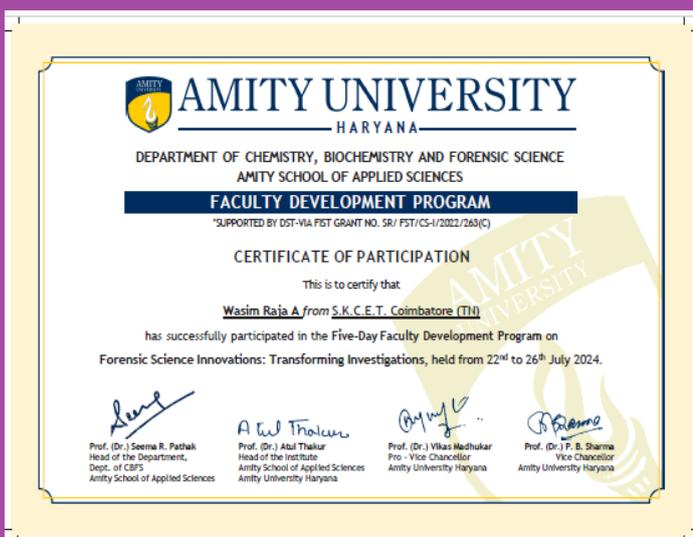 AMITY
UNIVERSITY
AMITY UNIVERSITY
HARYANA
DEPARTMENT OF CHEMISTRY, BIOCHEMISTRY AND FORENSIC SCIENCE
AMITY SCHOOL OF APPLIED SCIENCES
FACULTY DEVELOPMENT PROGRAM
*SUPPORTED BY DST-VIA FIST GRANT NO. SR/ FST/CS-I/2022/263(C)
CERTIFICATE OF PARTICIPATION
This is to certify that
Wasim Raja A from S.K.C.E.T. Coimbatore (TN)
has successfully participated in the Five-Day Faculty Development Program on
Forensic Science Innovations: Transforming Investigations, held from 22nd to 26th July 2024.
AMITY
UNIVERSITY
Atul Thakur
Prof. (Dr.) Seema R. Pathak
Head of the Department,
Dept. of CBFS
Amity School of Applied Sciences
Prof. (Dr.) Atul Thakur
Head of the Institute
Amity School of Applied Sciences
Amity University Haryana
Prof. (Dr.) Vikas Madhukar
Pro - Vice Chancellor
Amity University Haryana
Prof. (Dr.) P. B. Sharma
Vice Chancellor
Amity University Haryana